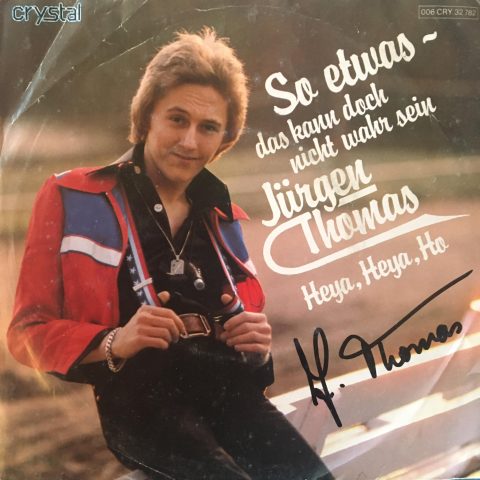 crystal
006 CRY 32 782
So etwas~
das kann doch
nicht wahr sein
Jürgen
Thomas
Heya, Heya, Ho
J. Thomas